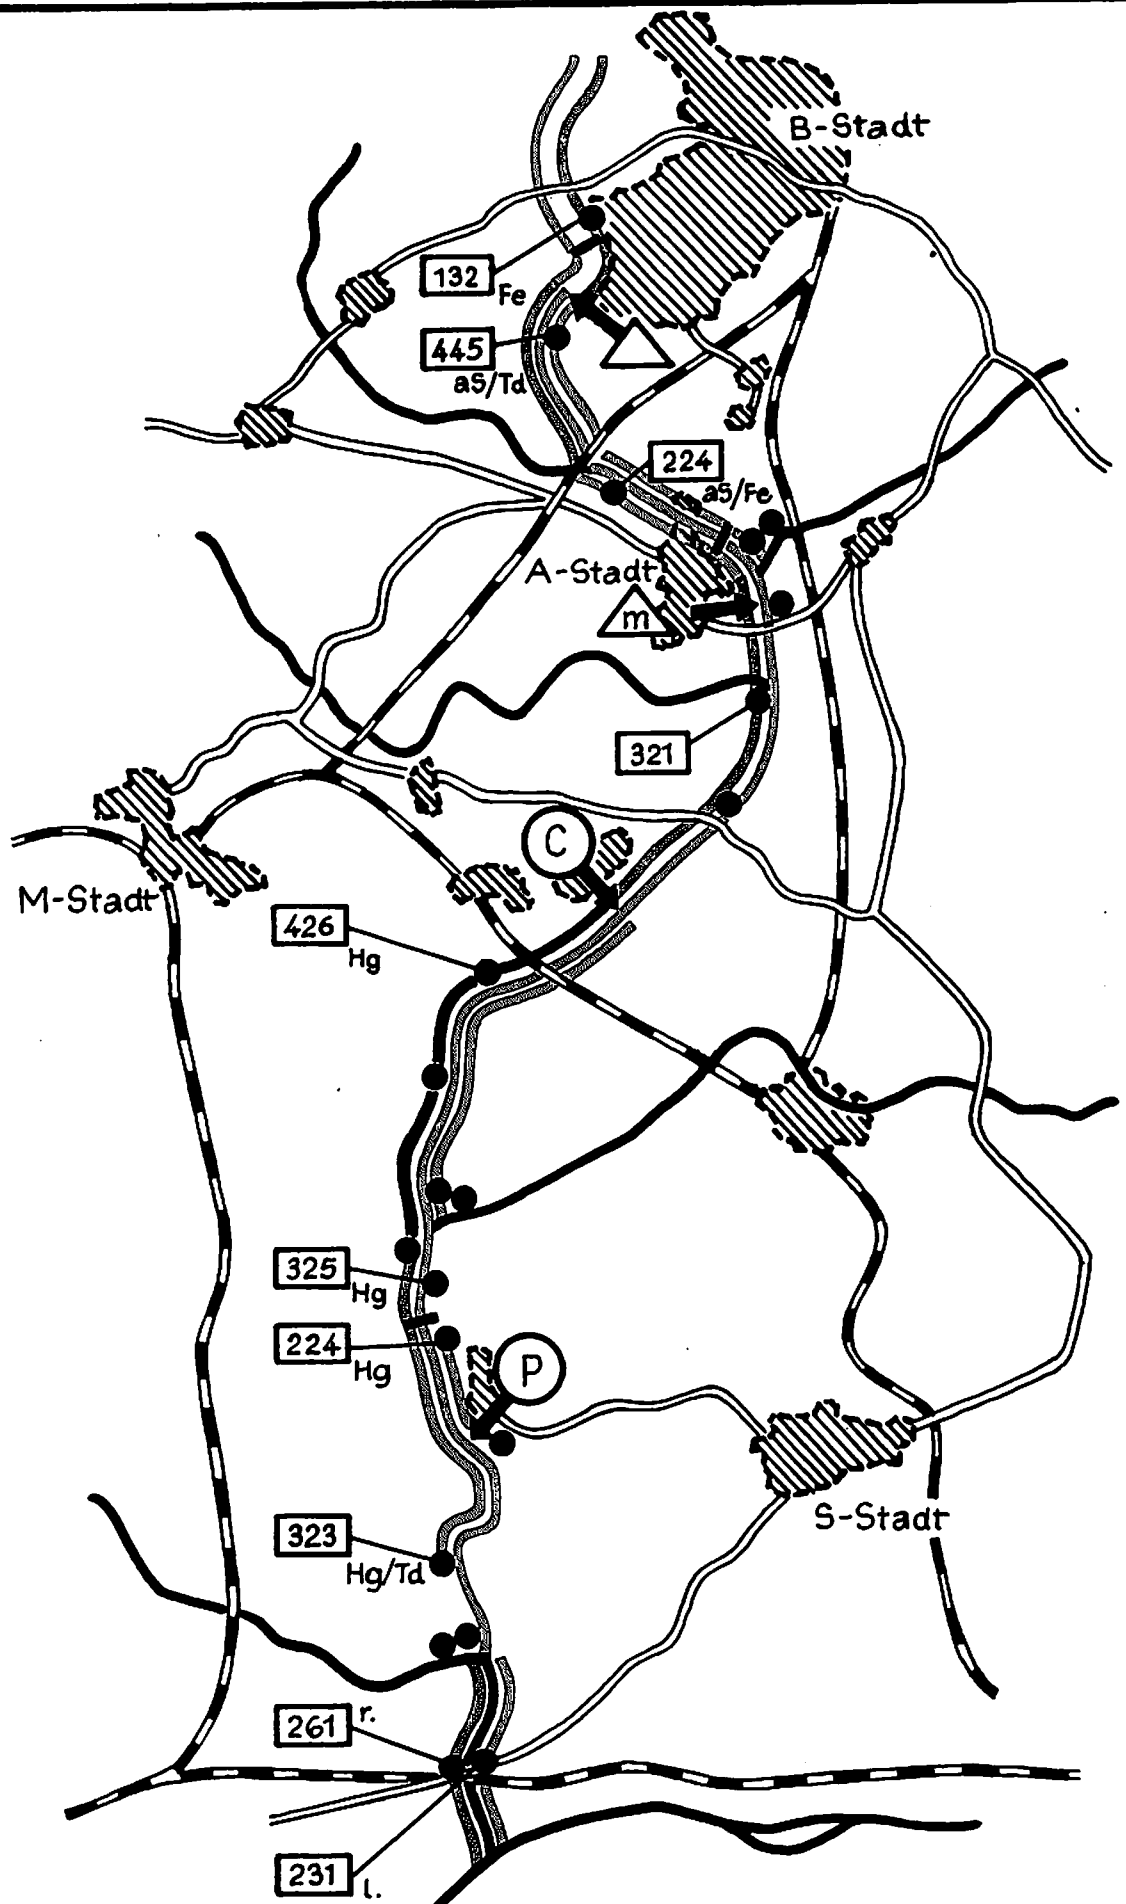 B-Stadt
132
Fe
445
aS/Td
224
aS/Fe
A-Stadt
m
321
C
M-Stadt
426
Hg
325
Hg
224
Hg
P
323
Hg/Td
S-Stadt
261 r.
231 l.